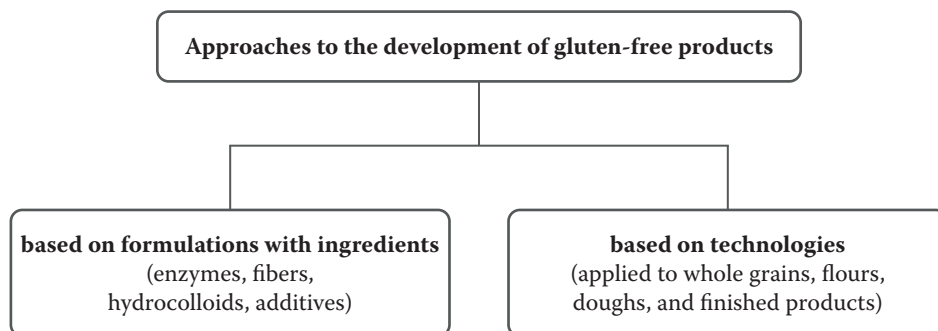 Approaches to the development of gluten-free products
based on formulations with ingredients
(enzymes, fibers,
hydrocolloids, additives)
based on technologies
(applied to whole grains, flours,
doughs, and finished products)